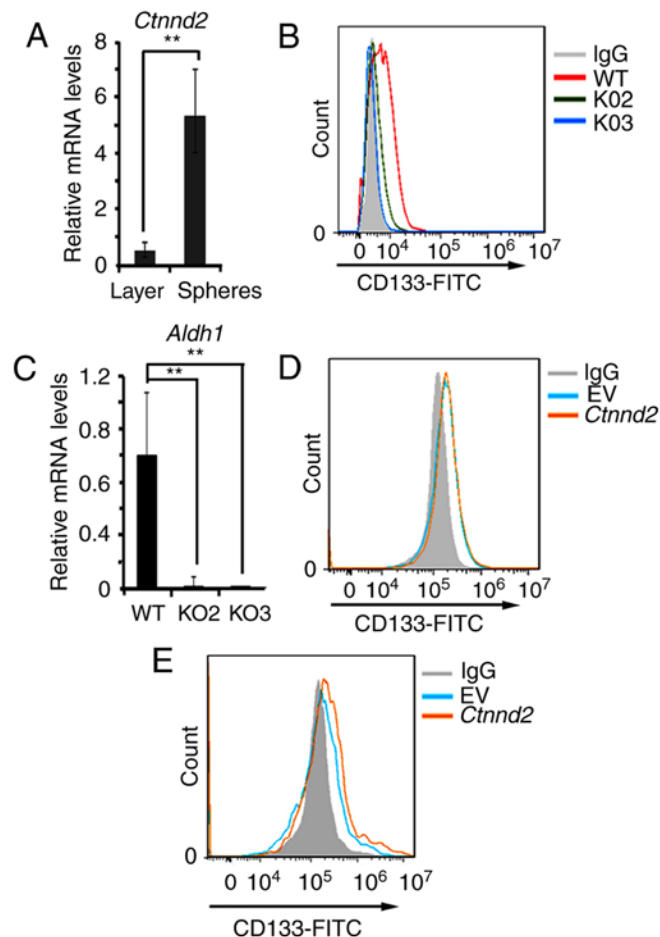 A
Ctnnd2
**
Relative mRNA levels
8
6
4
2
0
Layer Spheres
B
Count
0
0 10^4 10^5 10^6 10^7
CD133-FITC
IgG
WT
K02
K03
C
Aldh1
**
**
Relative mRNA levels
1.2
0.8
0.6
0.4
0
WT KO2 KO3
D
Count
0
0 10^4 10^5 10^6 10^7
CD133-FITC
IgG
EV
Ctnnd2
E
Count
0
0 10^4 10^5 10^6 10^7
CD133-FITC
IgG
EV
Ctnnd2